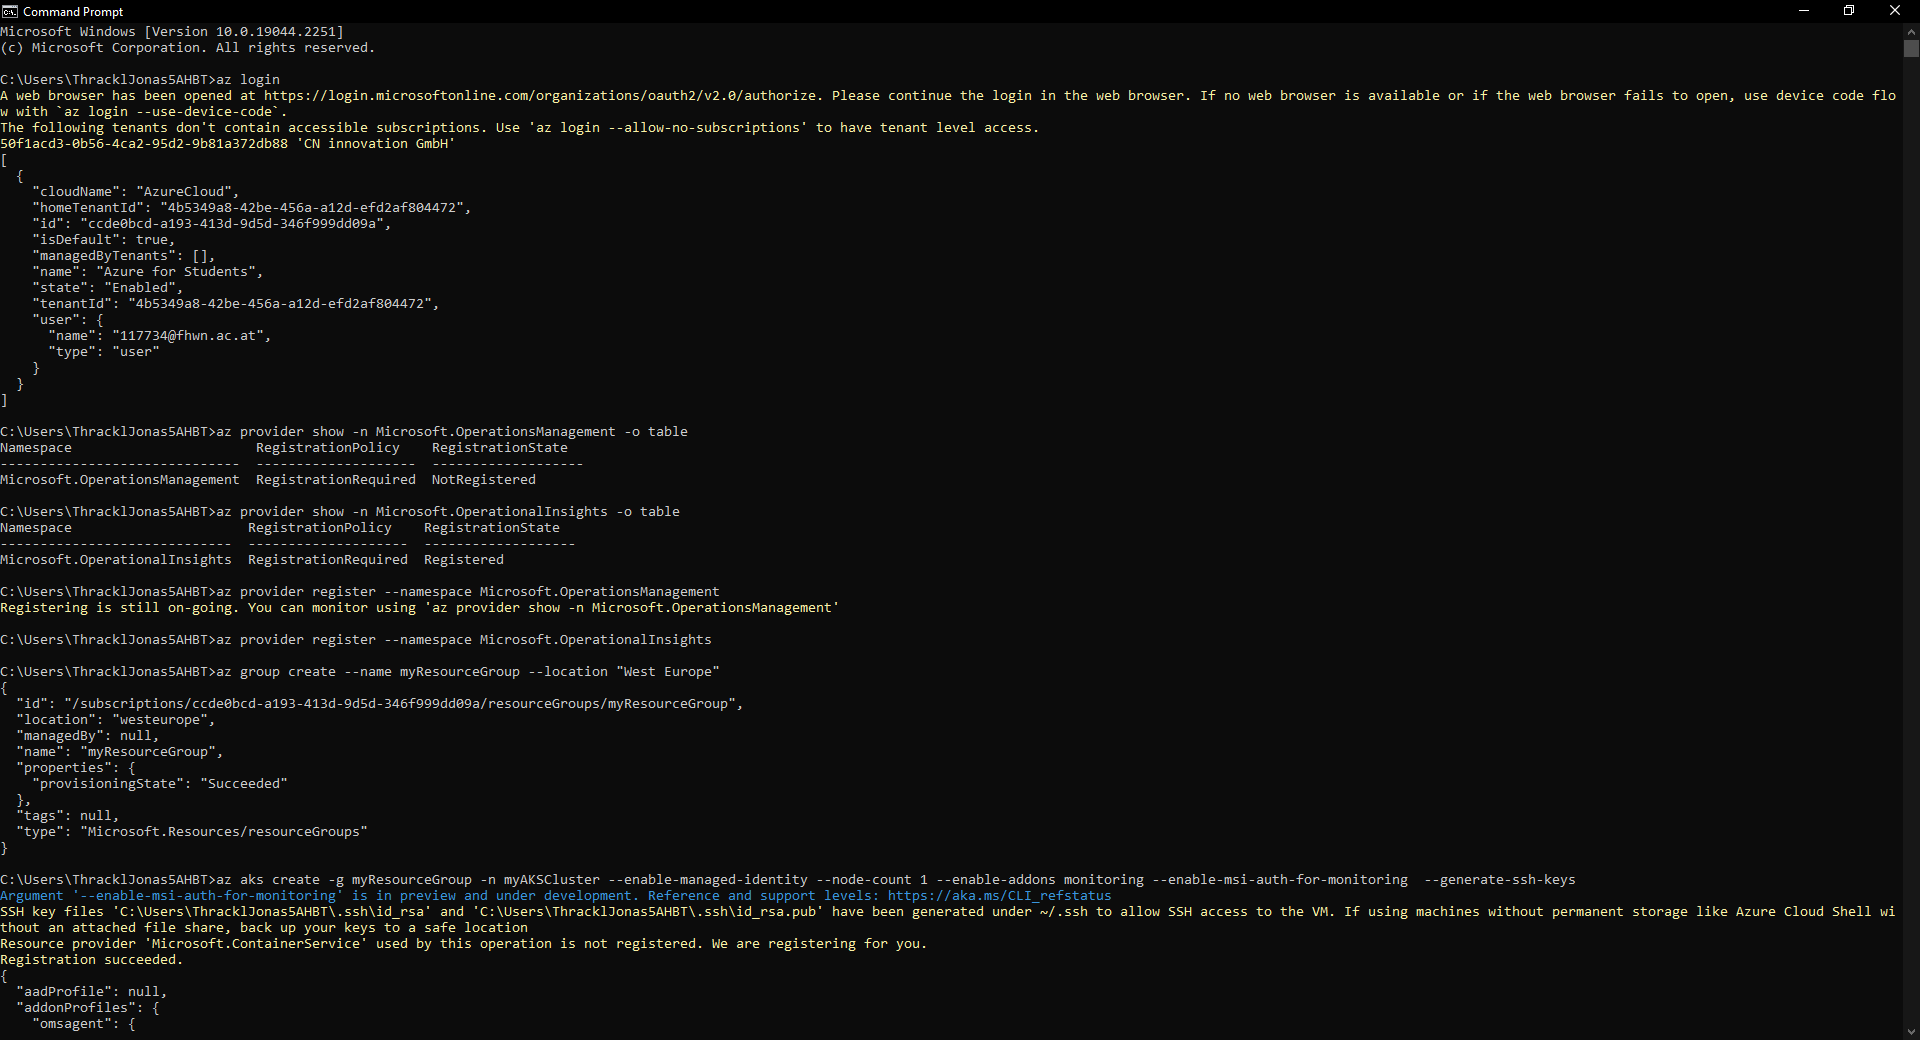 Command Prompt
Microsoft Windows [Version 10.0.19044.2251]
(c) Microsoft Corporation. All rights reserved.

C:\Users\ThracklJonas5AHBT>az login
A web browser has been opened at https://login.microsoftonline.com/organizations/oauth2/v2.0/authorize. Please continue the login in the web browser. If no web browser is available or if the web browser fails to open, use device code flo
w with `az login --use-device-code`.
The following tenants don't contain accessible subscriptions. Use 'az login --allow-no-subscriptions' to have tenant level access.
50f1acd3-0b56-4ca2-95d2-9b81a372db88 'CN innovation GmbH'
[
  {
    "cloudName": "AzureCloud",
    "homeTenantId": "4b5349a8-42be-456a-a12d-efd2af804472",
    "id": "ccde0bcd-a193-413d-9d5d-346f999dd09a",
    "isDefault": true,
    "managedByTenants": [],
    "name": "Azure for Students",
    "state": "Enabled",
    "tenantId": "4b5349a8-42be-456a-a12d-efd2af804472",
    "user": {
      "name": "117734@fhwn.ac.at",
      "type": "user"
    }
  }
]

C:\Users\ThracklJonas5AHBT>az provider show -n Microsoft.OperationsManagement -o table
Namespace                       RegistrationPolicy    RegistrationState
------------------------------  --------------------  -------------------
Microsoft.OperationsManagement  RegistrationRequired  NotRegistered

C:\Users\ThracklJonas5AHBT>az provider show -n Microsoft.OperationalInsights -o table
Namespace                      RegistrationPolicy    RegistrationState
-----------------------------  --------------------  -------------------
Microsoft.OperationalInsights  RegistrationRequired  Registered

C:\Users\ThracklJonas5AHBT>az provider register --namespace Microsoft.OperationsManagement
Registering is still on-going. You can monitor using 'az provider show -n Microsoft.OperationsManagement'

C:\Users\ThracklJonas5AHBT>az provider register --namespace Microsoft.OperationalInsights

C:\Users\ThracklJonas5AHBT>az group create --name myResourceGroup --location "West Europe"
{
  "id": "/subscriptions/ccde0bcd-a193-413d-9d5d-346f999dd09a/resourceGroups/myResourceGroup",
  "location": "westeurope",
  "managedBy": null,
  "name": "myResourceGroup",
  "properties": {
    "provisioningState": "Succeeded"
  },
  "tags": null,
  "type": "Microsoft.Resources/resourceGroups"
}

C:\Users\ThracklJonas5AHBT>az aks create -g myResourceGroup -n myAKSCluster --enable-managed-identity --node-count 1 --enable-addons monitoring --enable-msi-auth-for-monitoring  --generate-ssh-keys
Argument '--enable-msi-auth-for-monitoring' is in preview and under development. Reference and support levels: https://aka.ms/CLI_refstatus
SSH key files 'C:\Users\ThracklJonas5AHBT\.ssh\id_rsa' and 'C:\Users\ThracklJonas5AHBT\.ssh\id_rsa.pub' have been generated under ~/.ssh to allow SSH access to the VM. If using machines without permanent storage like Azure Cloud Shell wi
thout an attached file share, back up your keys to a safe location
Resource provider 'Microsoft.ContainerService' used by this operation is not registered. We are registering for you.
Registration succeeded.
{
  "aadProfile": null,
  "addonProfiles": {
    "omsagent": {